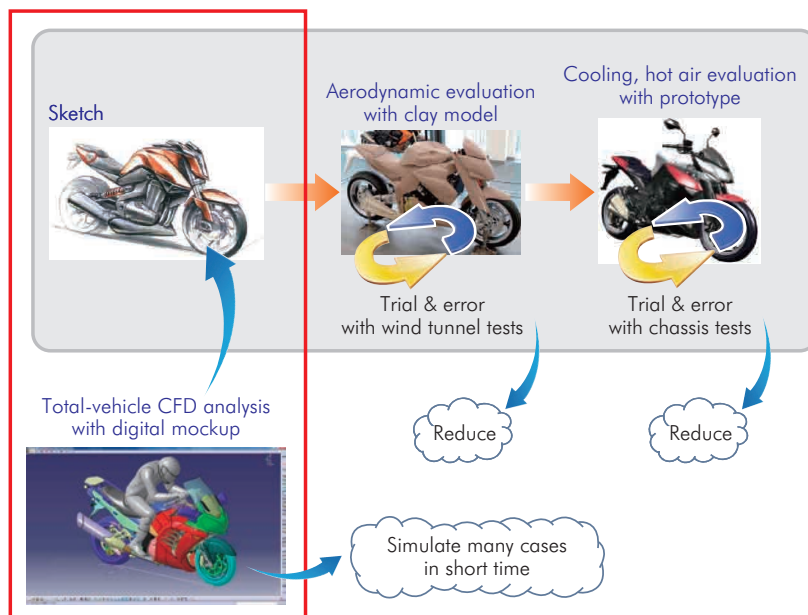 Sketch
Aerodynamic evaluation
with clay model
Cooling, hot air evaluation
with prototype
Trial & error
with wind tunnel tests
Trial & error
with chassis tests
Total-vehicle CFD analysis
with digital mockup
Reduce
Reduce
Simulate many cases
in short time